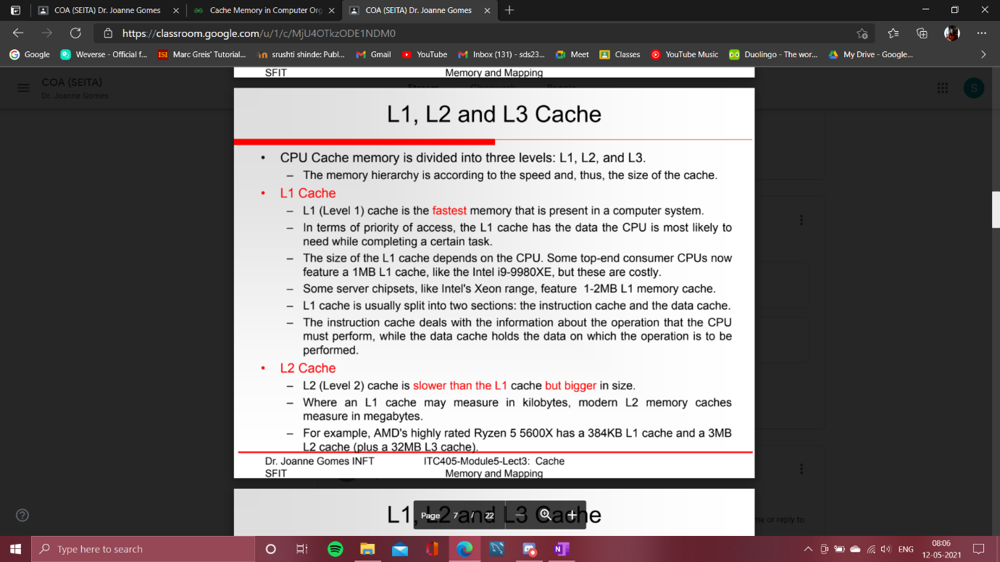 COA (SEITA) Dr. Joanne Gomes
Cache Memory in Computer Org
COA (SEITA) Dr. Joanne Gomes
https://classroom.google.com/u/1/c/MjU4OTkzODE1NDM0
Google
Weverse - Official f...
ISI
Marc Greis' Tutorial...
srushti shinde: Publ...
Gmail
YouTube
Inbox (131) - sds23...
Meet
Classes
YouTube Music
Duolingo - The wor...
My Drive - Google...
COA (SEITA)
Dr. Joanne Gomes
Stream Classwork People
S
SFIT Memory and Mapping
L1, L2 and L3 Cache
• CPU Cache memory is divided into three levels: L1, L2, and L3.
– The memory hierarchy is according to the speed and, thus, the size of the cache.
• L1 Cache
– L1 (Level 1) cache is the fastest memory that is present in a computer system.
– In terms of priority of access, the L1 cache has the data the CPU is most likely to
need while completing a certain task.
– The size of the L1 cache depends on the CPU. Some top-end consumer CPUs now
feature a 1MB L1 cache, like the Intel i9-9980XE, but these are costly.
– Some server chipsets, like Intel's Xeon range, feature 1-2MB L1 memory cache.
– L1 cache is usually split into two sections: the instruction cache and the data cache.
– The instruction cache deals with the information about the operation that the CPU
must perform, while the data cache holds the data on which the operation is to be
performed.
• L2 Cache
– L2 (Level 2) cache is slower than the L1 cache but bigger in size.
– Where an L1 cache may measure in kilobytes, modern L2 memory caches
measure in megabytes.
– For example, AMD's highly rated Ryzen 5 5600X has a 384KB L1 cache and a 3MB
L2 cache (plus a 32MB L3 cache).
Dr. Joanne Gomes INFT ITC405-Module5-Lect3: Cache
SFIT Memory and Mapping
L1, L2 and L3 Cache
Page 7 / 22
me or reply to
Type here to search
ENG
08:06
12-05-2021